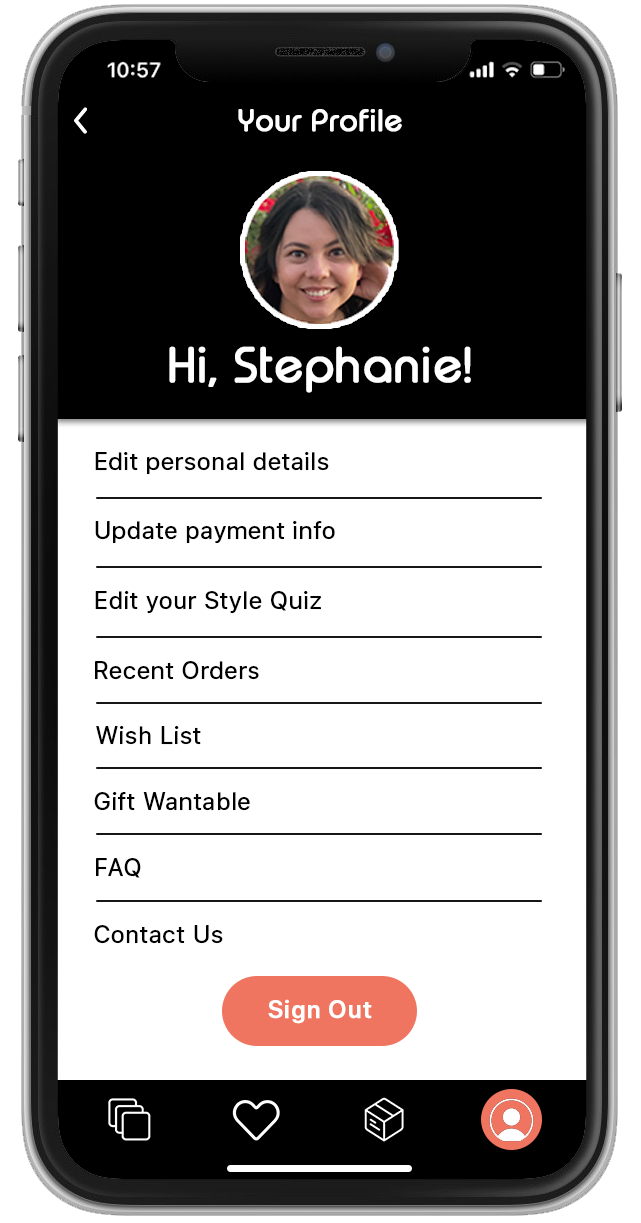 10:57
Your Profile
Hi, Stephanie!
Edit personal details
Update payment info
Edit your Style Quiz
Recent Orders
Wish List
Gift Wantable
FAQ
Contact Us
Sign Out